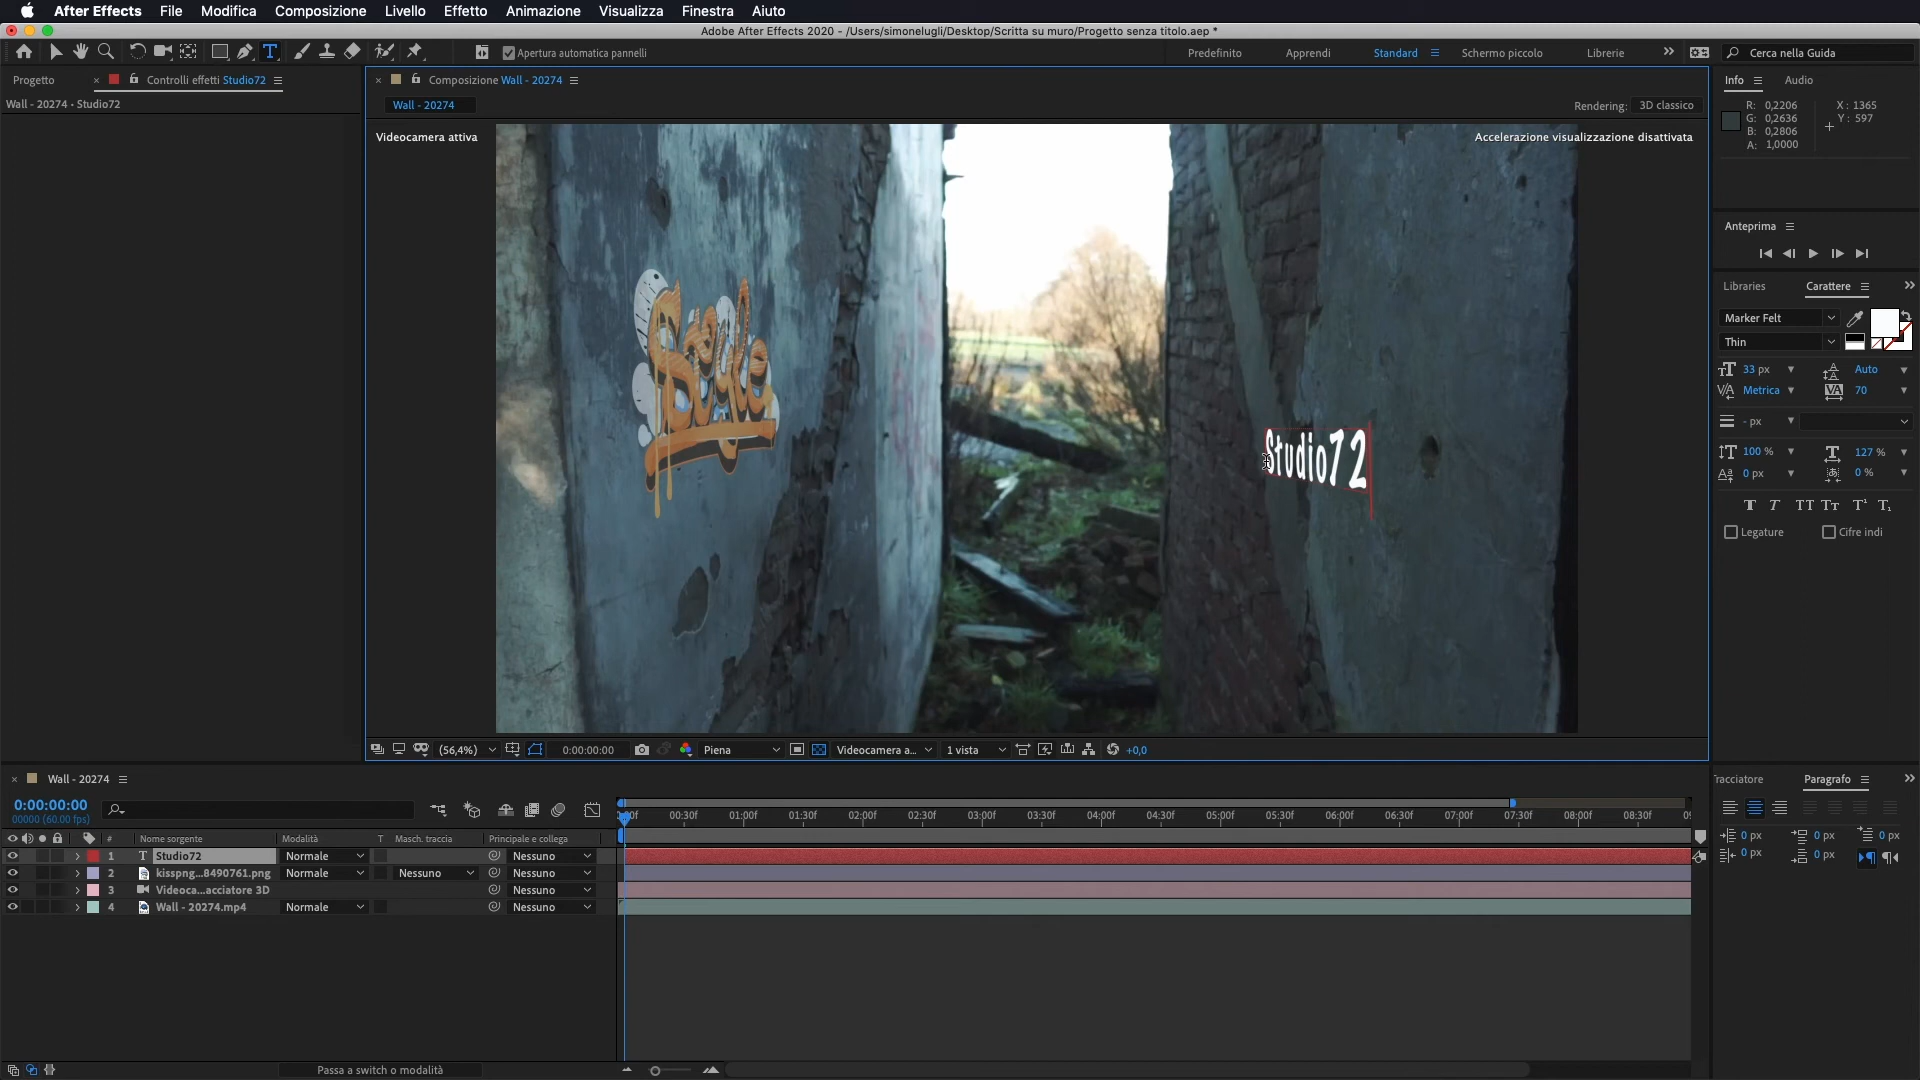 After Effects File Modifica Composizione Livello Effetto Animazione Visualizza Finestra Aiuto
Adobe After Effects 2020 - /Users/simonelugli/Desktop/Scritta su muro/Progetto senza titolo.aep *
Apertura automatica pannelli Predefinito Apprendi Standard Schermo piccolo Librerie Cerca nella Guida
Progetto Controlli effetti Studio72 Composizione Wall - 20274 Info Audio
Wall - 20274 • Studio72 Wall - 20274 Rendering: 3D classico
R: 0,2206 X: 1365
G: 0,2636 Y: 597
B: 0,2806
A: 1,0000
Videocamera attiva Accelerazione visualizzazione disattivata
Anteprima
Libraries Carattere
Marker Felt
Thin
33 px Auto
Metrica 70
- px
100 % 127 %
0 px 0 %
T T TT Tt T¹ T₁
Legature Cifre indi
Studio72
(56,4%) 0:00:00:00 Piena Videocamera a... 1 vista +0,0
Wall - 20274
0:00:00:00
00000 (60.00 fps)
00:30f 01:00f 01:30f 02:00f 02:30f 03:00f 03:30f 04:00f 04:30f 05:00f 05:30f 06:00f 06:30f 07:00f 07:30f 08:00f 08:30f
# Nome sorgente Modalità T Masch. traccia Principale e collega
1 T Studio72 Normale Nessuno
2 kisspng...8490761.png Normale Nessuno Nessuno
3 Videoca...acciatore 3D Nessuno
4 Wall - 20274.mp4 Normale Nessuno
Passa a switch o modalità
Tracciatore Paragrafo
0 px 0 px 0 px
0 px 0 px